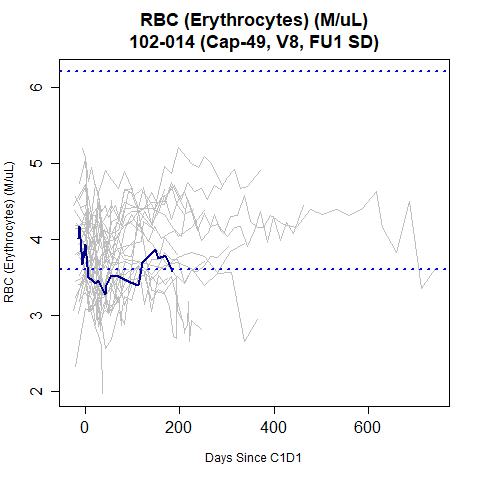 RBC (Erythrocytes) (M/uL)
102-014 (Cap-49, V8, FU1 SD)
RBC (Erythrocytes) (M/uL)
6
5
4
3
2
0 200 400 600
Days Since C1D1